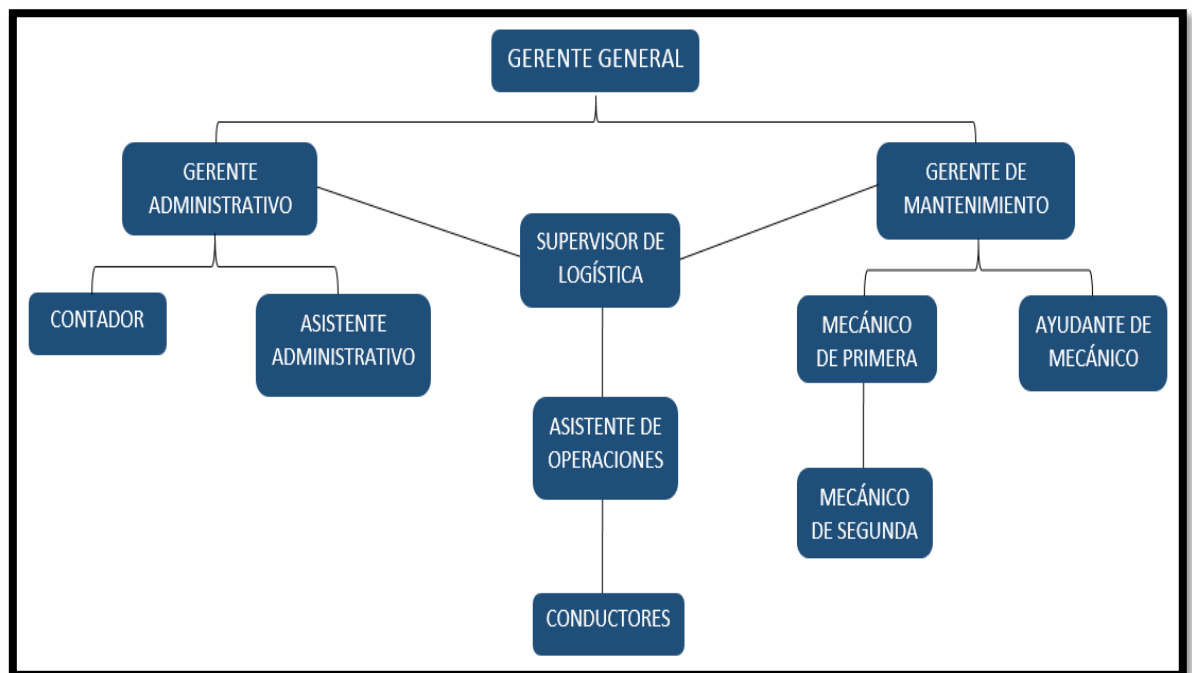 GERENTE GENERAL
GERENTE
ADMINISTRATIVO
GERENTE DE
MANTENIMIENTO
SUPERVISOR DE
LOGÍSTICA
CONTADOR
ASISTENTE
ADMINISTRATIVO
MECÁNICO
DE PRIMERA
AYUDANTE DE
MECÁNICO
ASISTENTE DE
OPERACIONES
MECÁNICO
DE SEGUNDA
CONDUCTORES